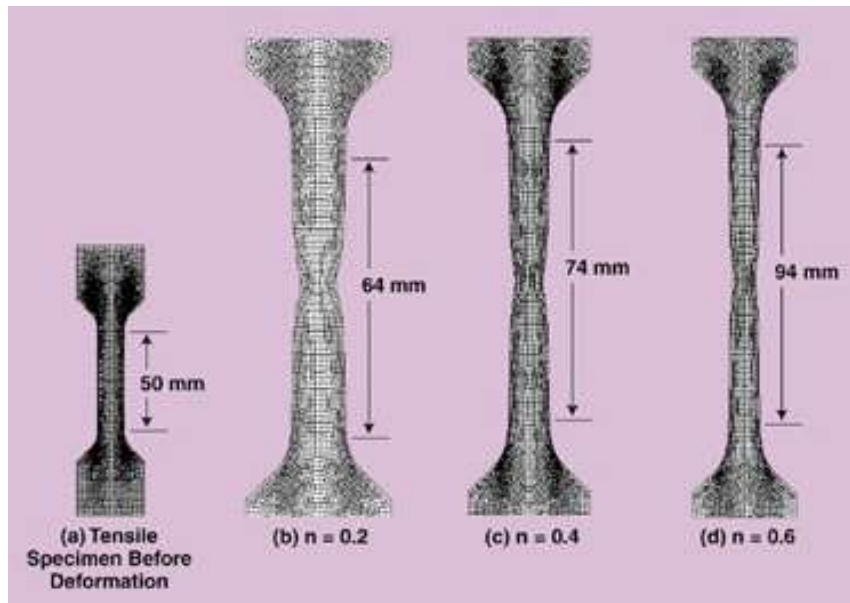 50 mm
64 mm
74 mm
94 mm
(a) Tensile
Specimen Before
Deformation
(b) n = 0.2
(c) n = 0.4
(d) n = 0.6